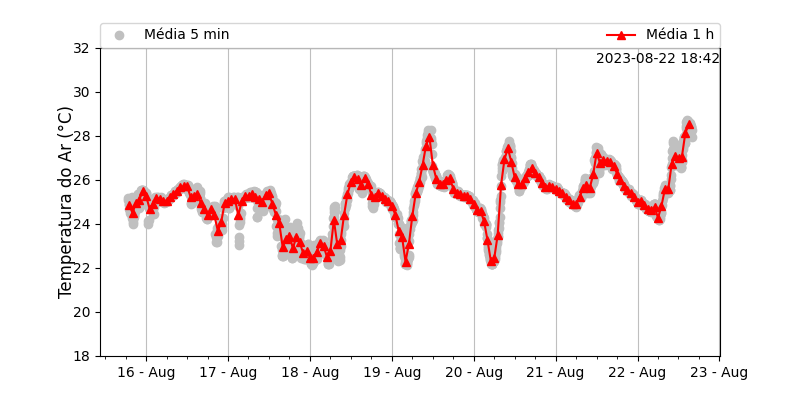 Média 5 min
Média 1 h
2023-08-22 18:42
Temperatura do Ar (°C)
32
30
28
26
24
22
20
18
16 - Aug
17 - Aug
18 - Aug
19 - Aug
20 - Aug
21 - Aug
22 - Aug
23 - Aug